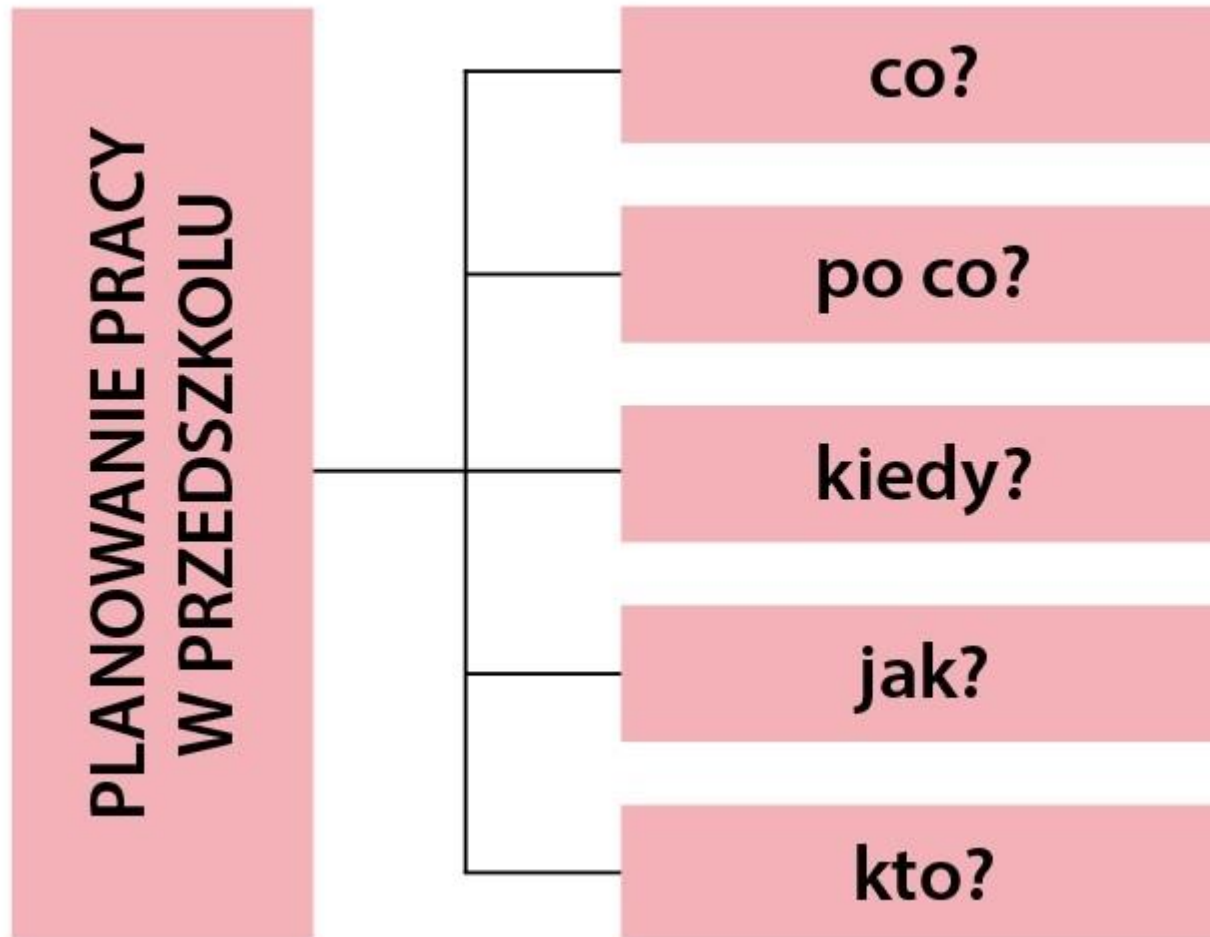 PLANOWANIE PRACY
W PRZEDSZKOLU
co?
po co?
kiedy?
jak?
kto?